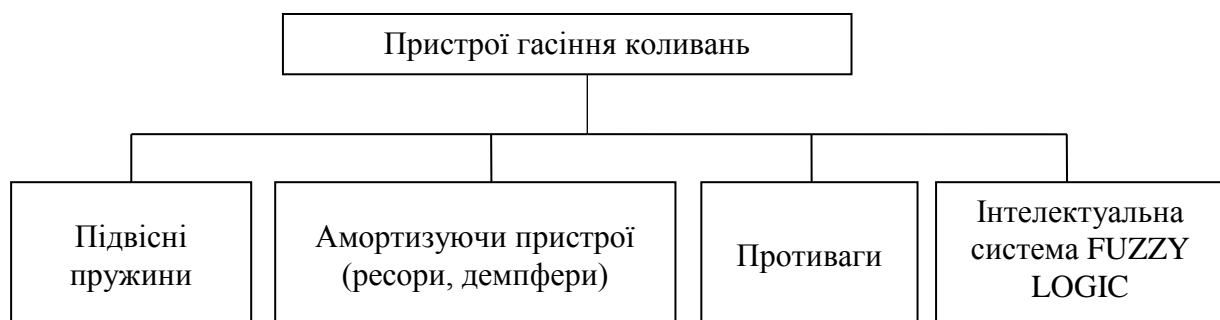 Пристрої гасіння коливань
Підвісні
пружини
Амортизуючи пристрої
(ресори, демпфери)
Противаги
Інтелектуальна
система FUZZY
LOGIC